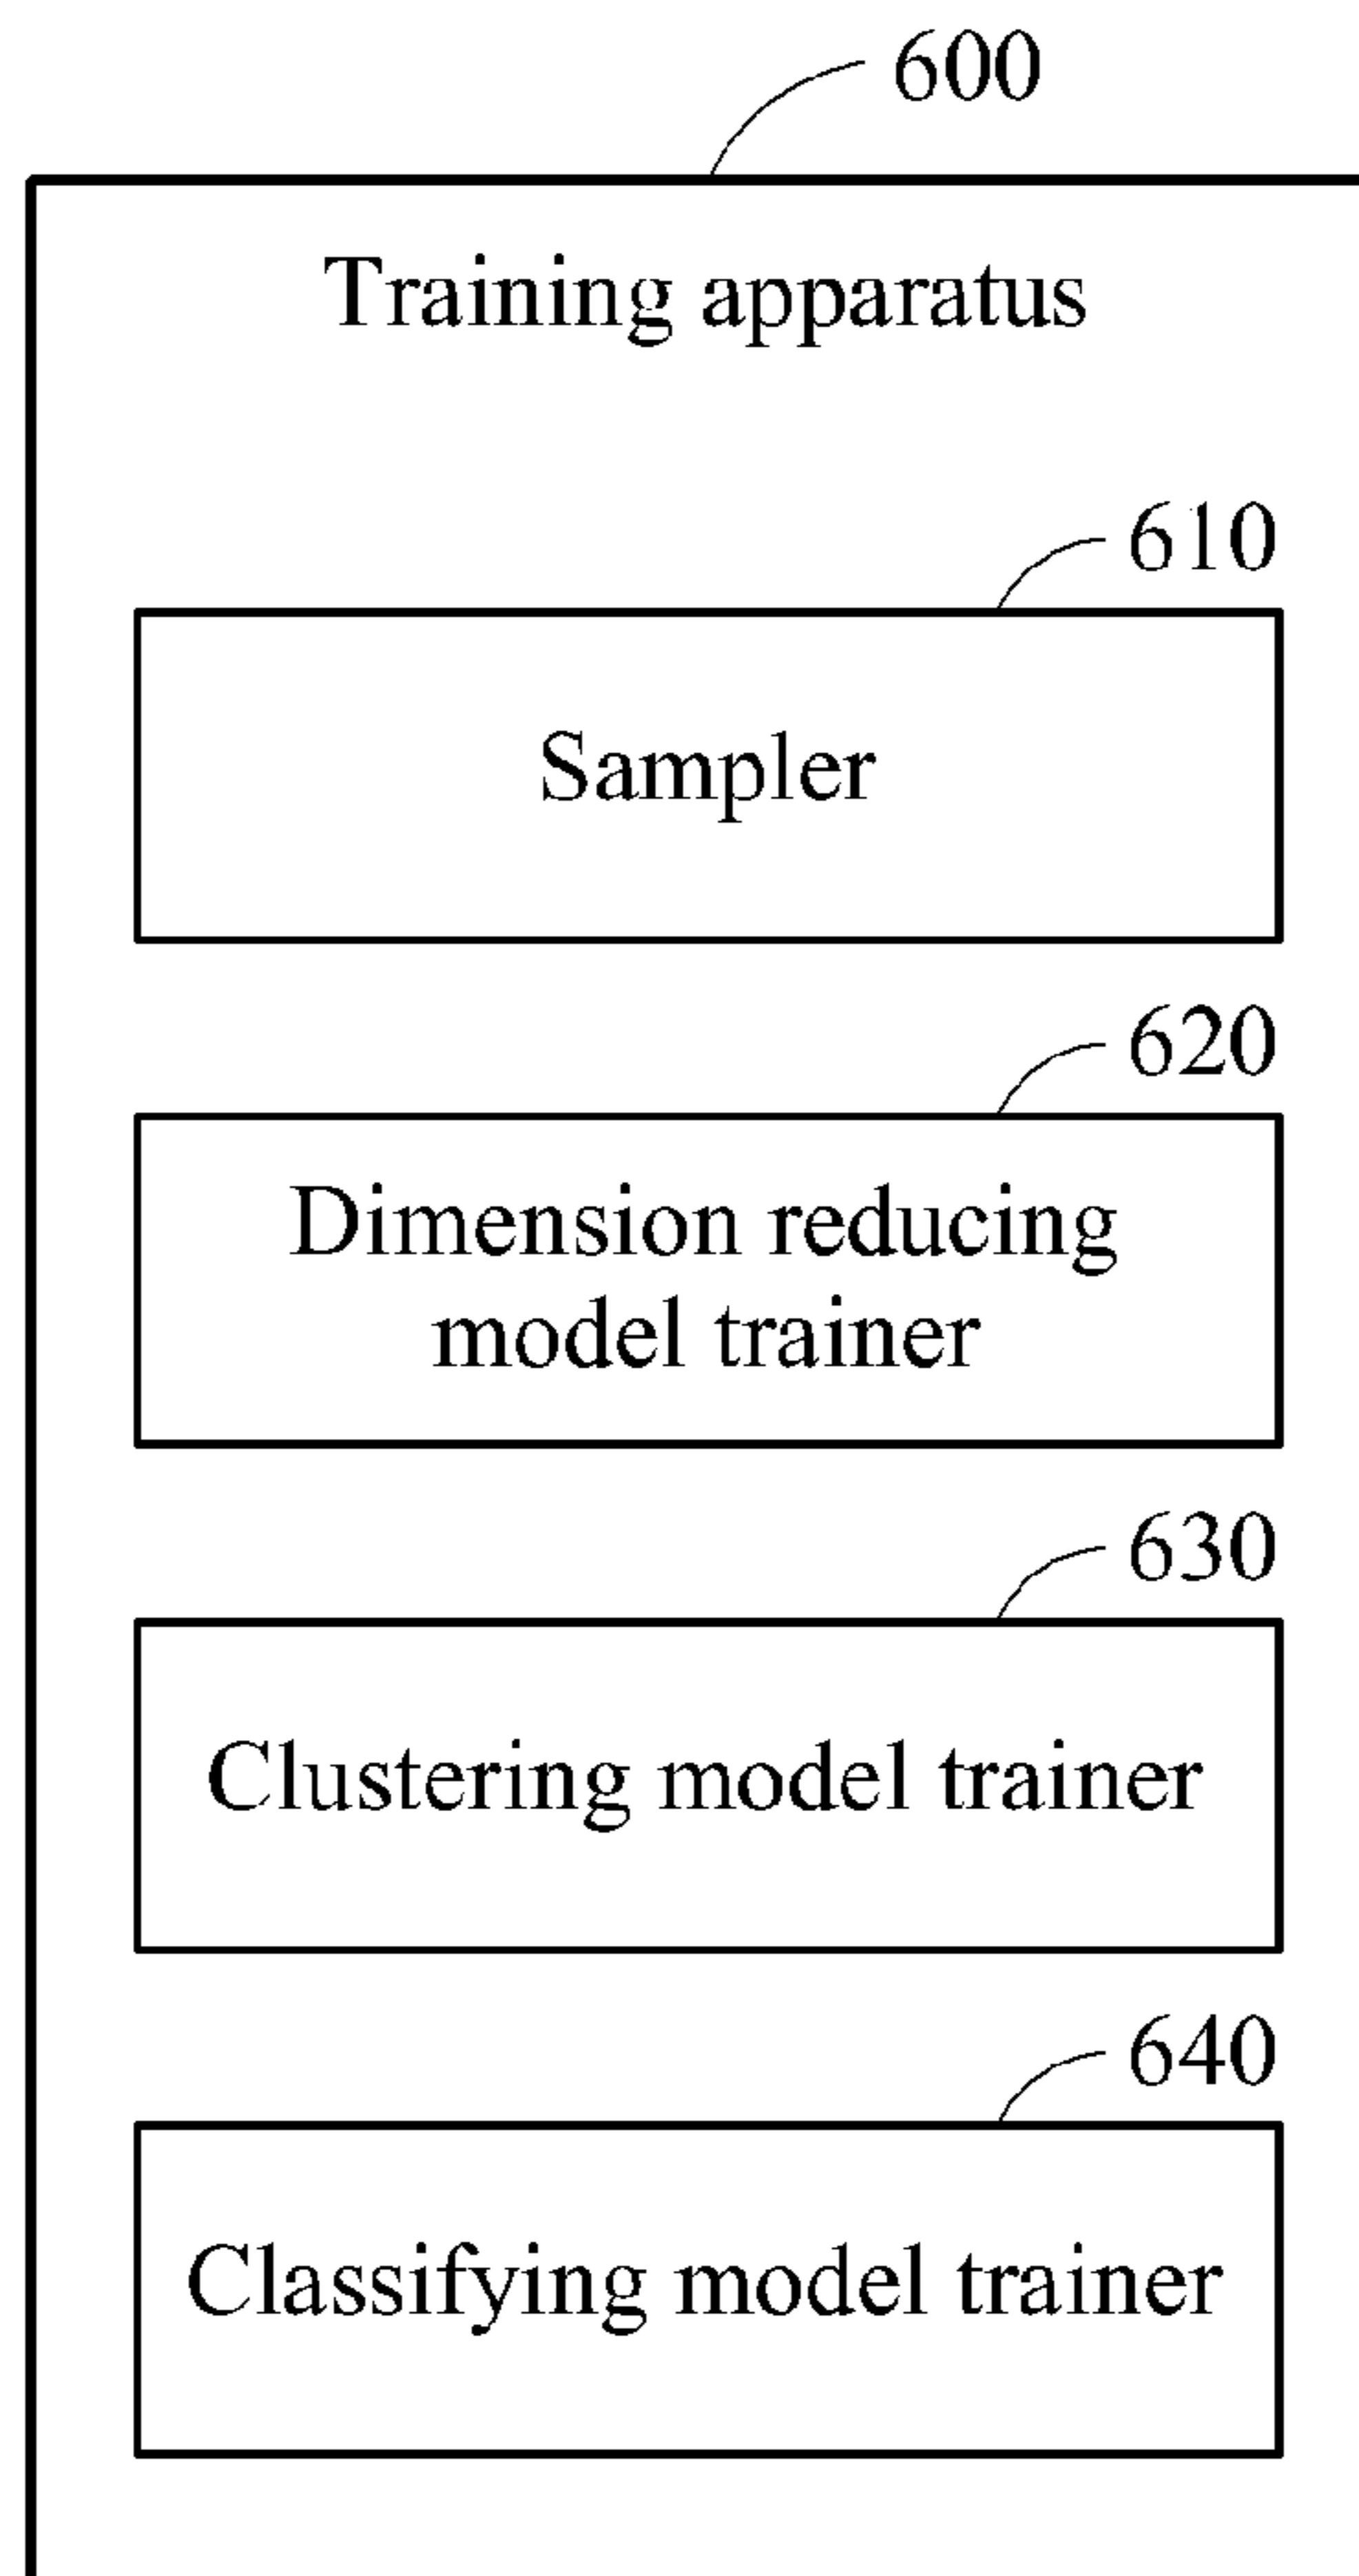 600
Training apparatus
610
Sampler
620
Dimension reducing
model trainer
630
Clustering model trainer
640
Classifying model trainer